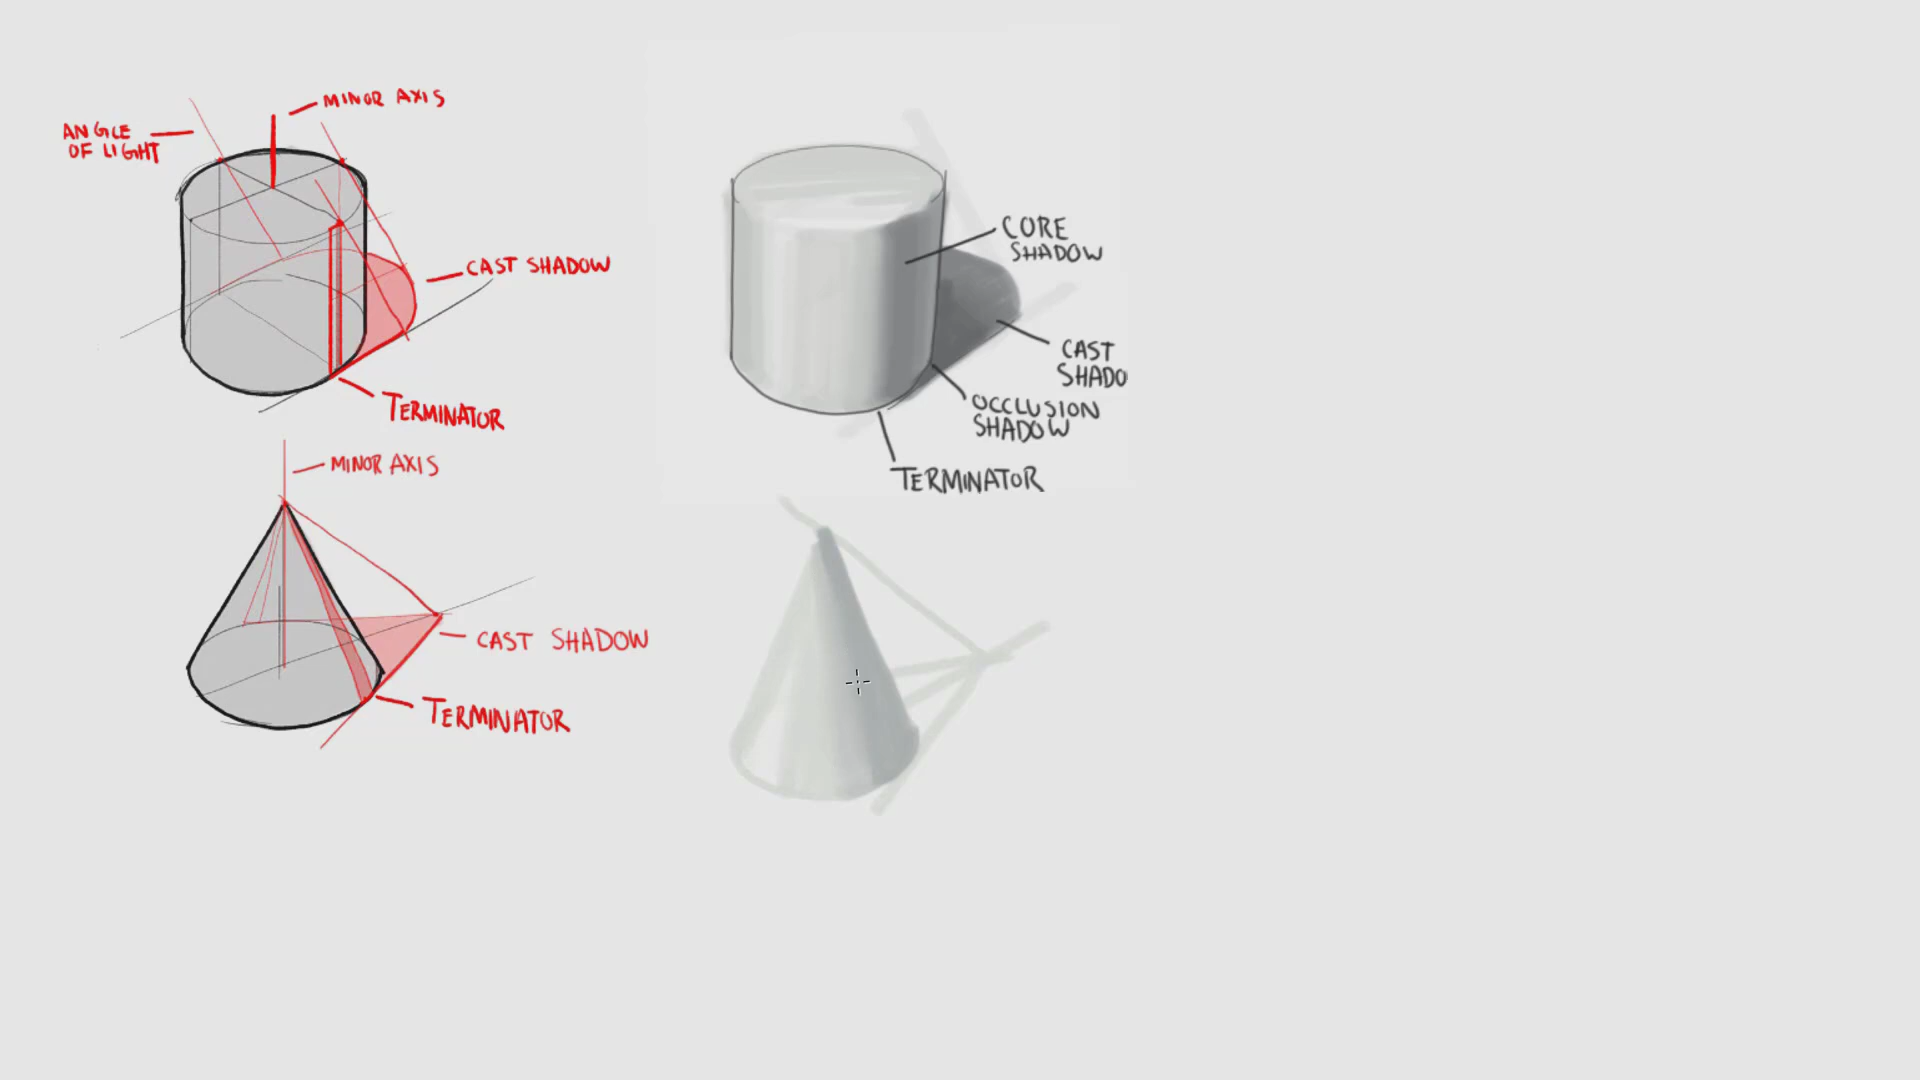 MINOR AXIS
ANGLE
OF LIGHT
CAST SHADOW
TERMINATOR
MINOR AXIS
CAST SHADOW
TERMINATOR
CORE
SHADOW
CAST
SHADO
OCCLUSION
SHADOW
TERMINATOR